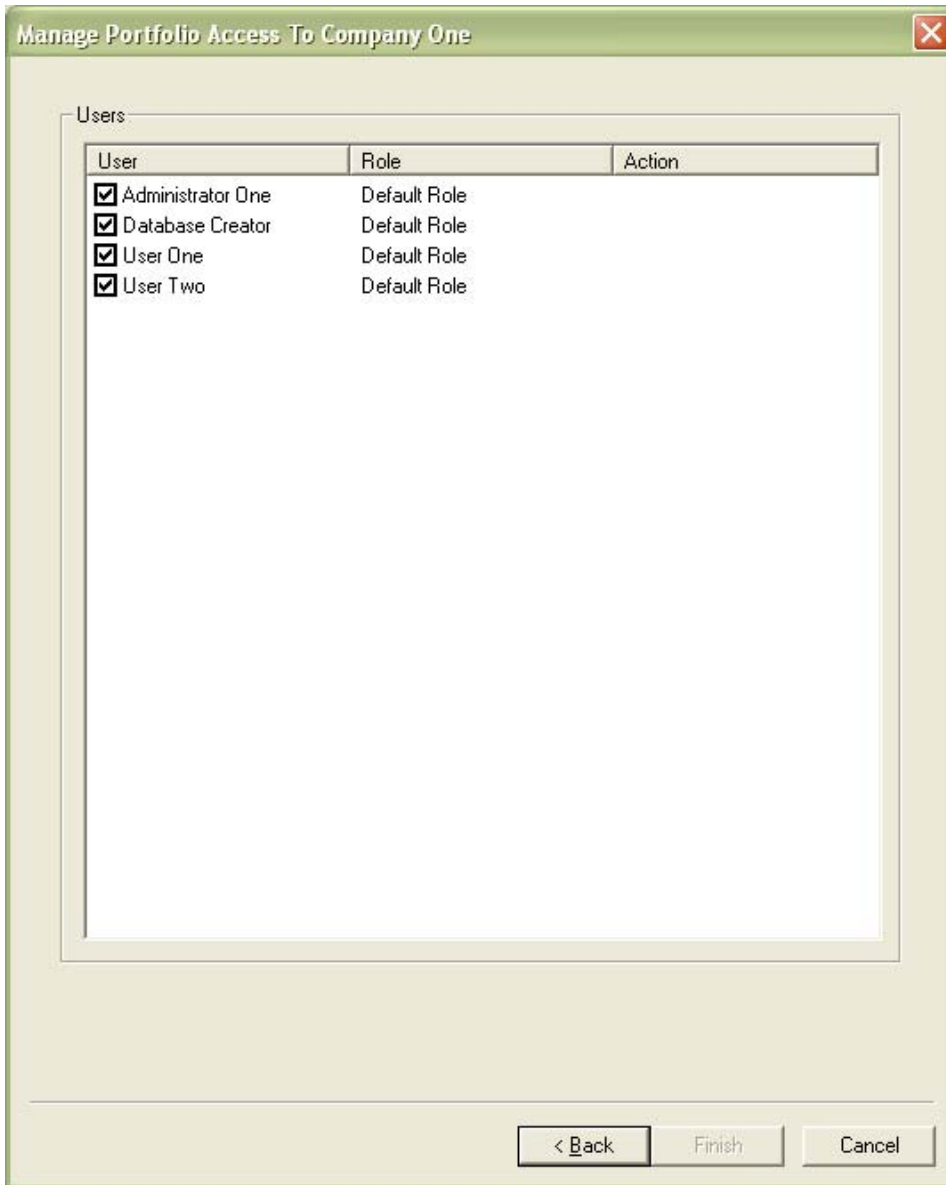 Manage Portfolio Access To Company One
Users
User Role Action
Administrator One Default Role
Database Creator Default Role
User One Default Role
User Two Default Role
< Back Finish Cancel